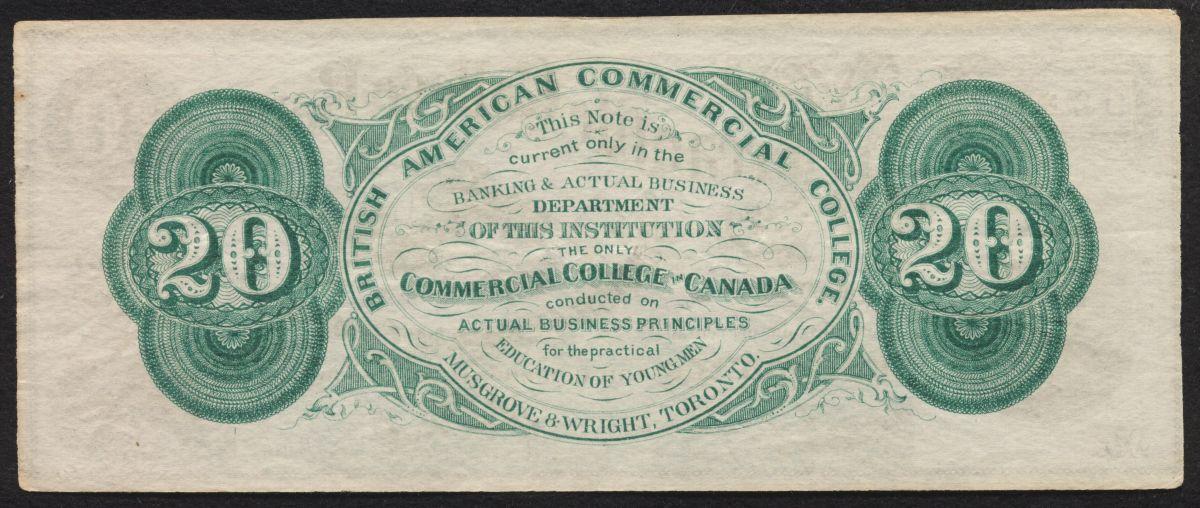 BRITISH AMERICAN COMMERCIAL COLLEGE.
This Note is
current only in the
BANKING & ACTUAL BUSINESS
DEPARTMENT
OF THIS INSTITUTION
THE ONLY
COMMERCIAL COLLEGE IN CANADA
conducted on
ACTUAL BUSINESS PRINCIPLES
for the practical
EDUCATION OF YOUNG MEN
MUSGROVE & WRIGHT, TORONTO.
20
20